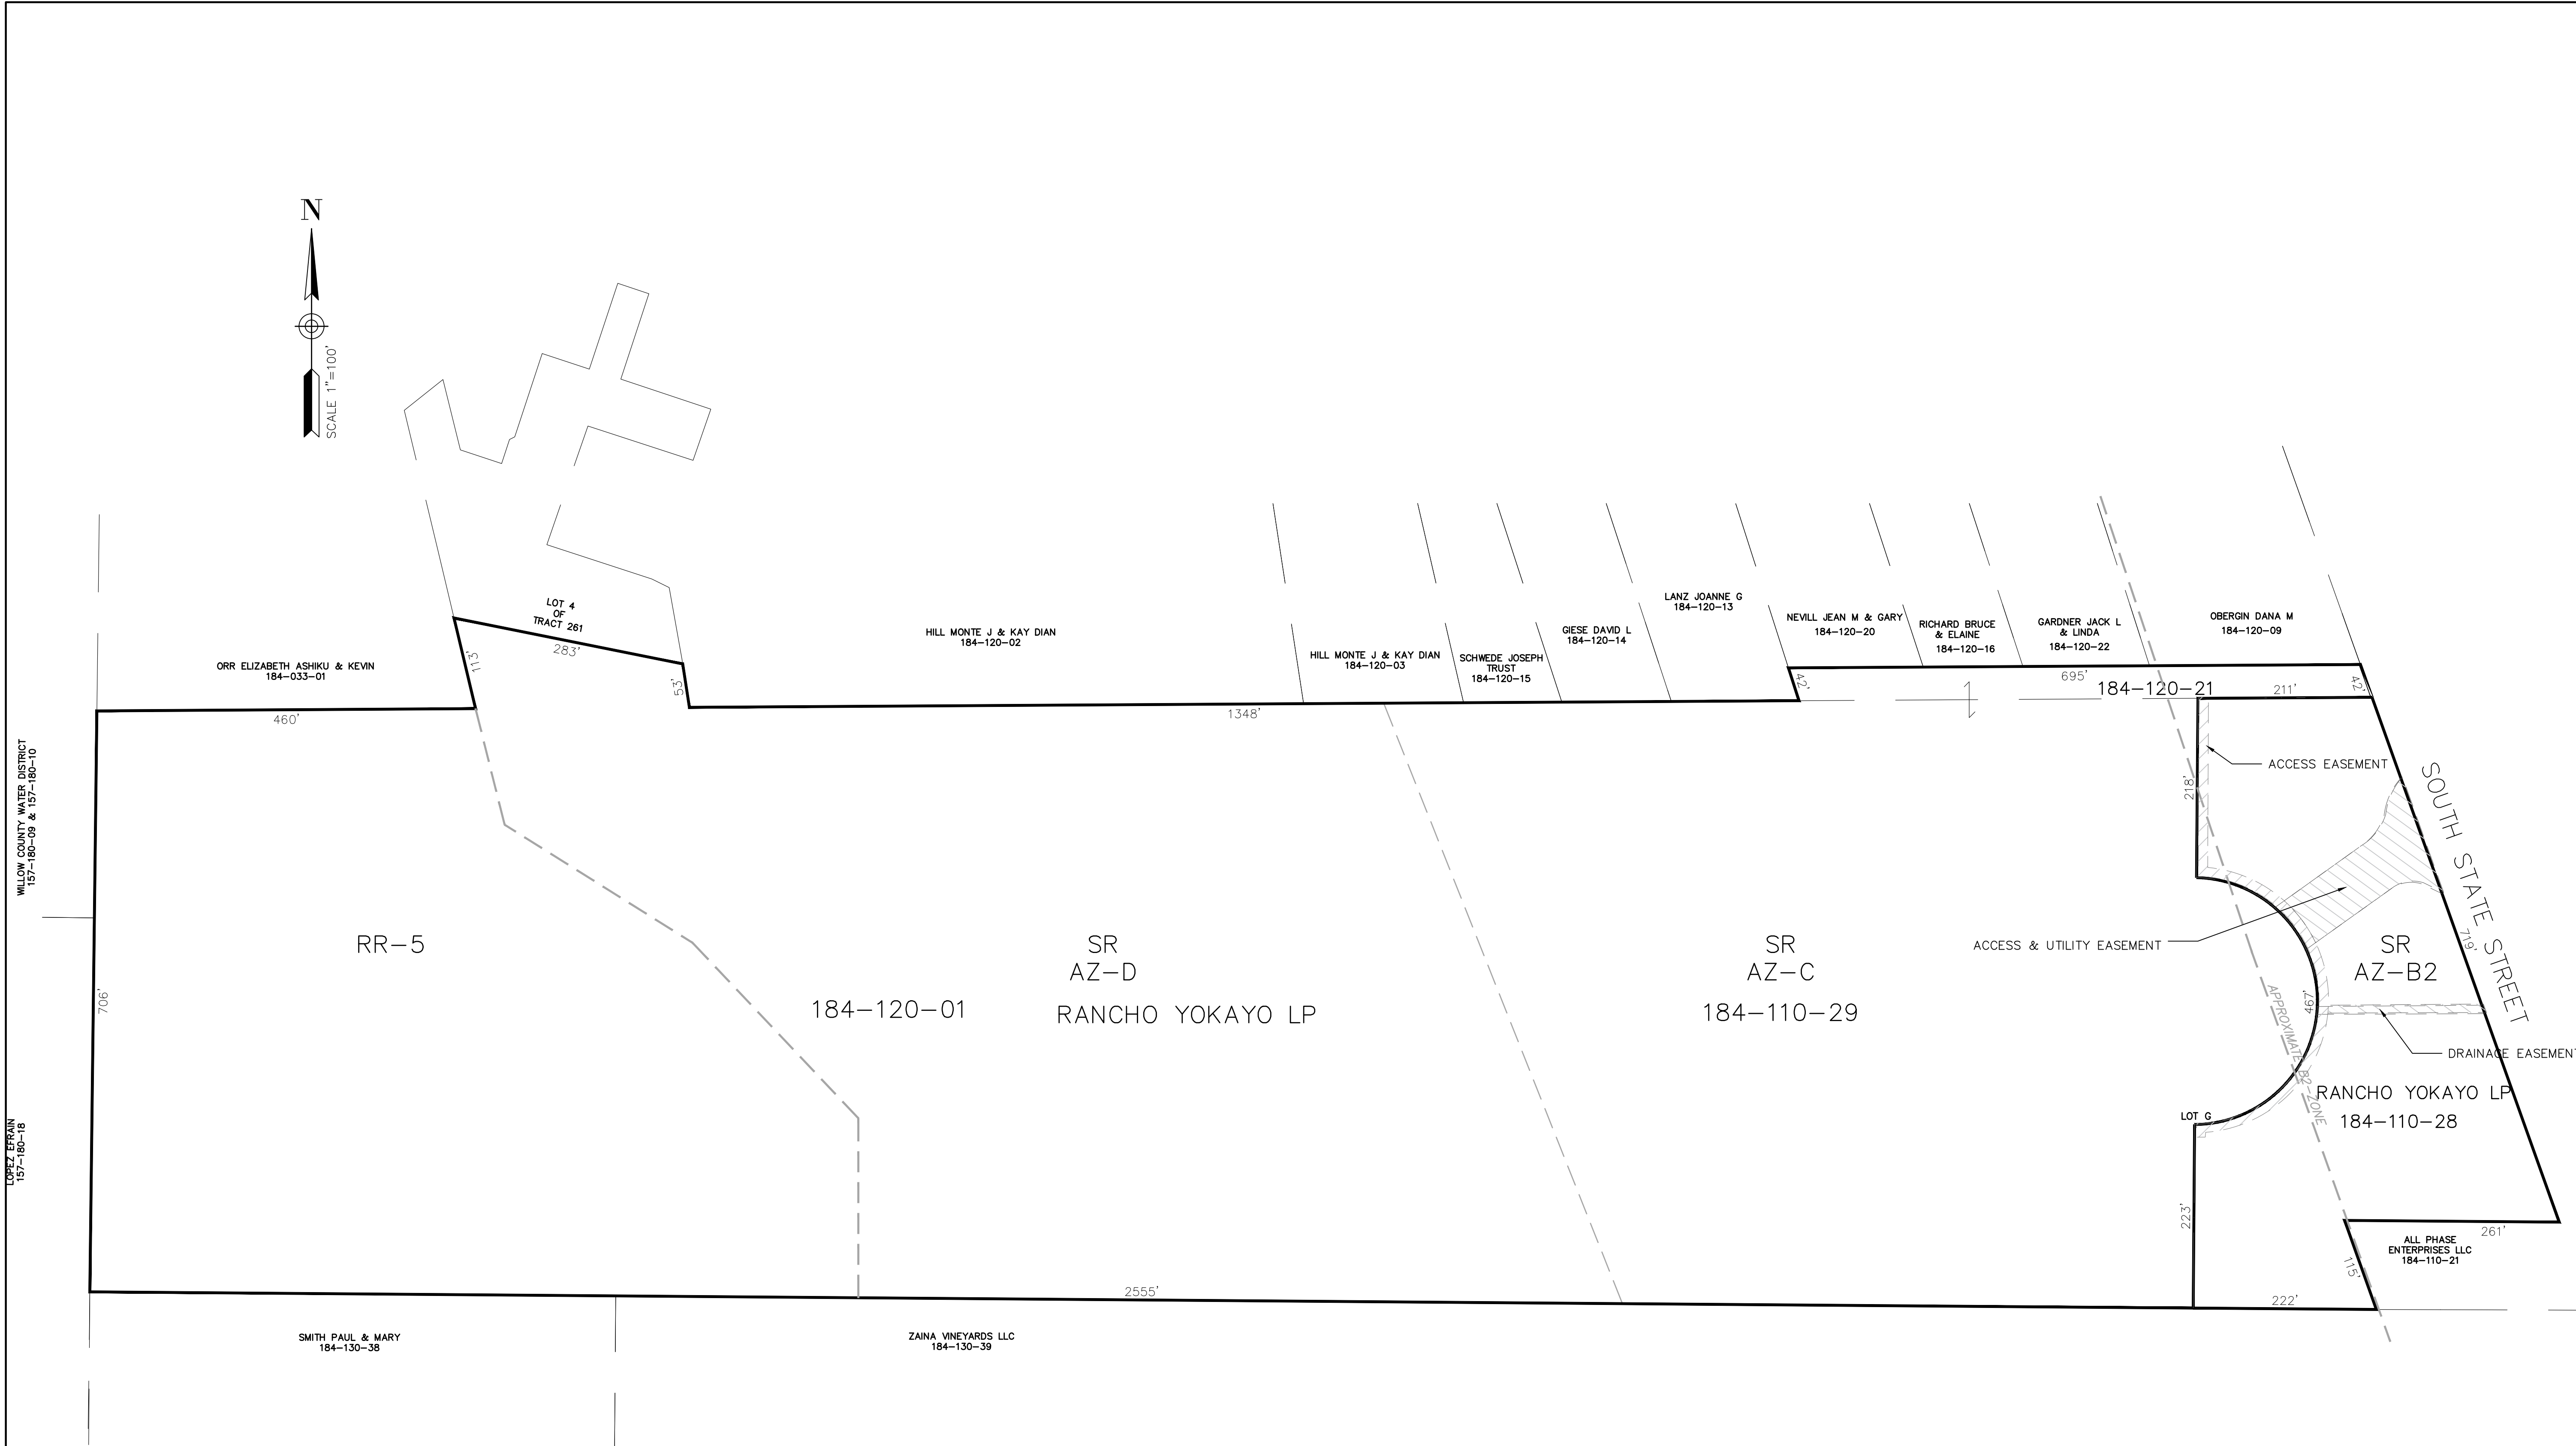 N
SCALE 1"=100'
LOT 4
OF
TRACT 261
283'
113'
53'
ORR ELIZABETH ASHIKU & KEVIN
184-033-01
460'
HILL MONTE J & KAY DIAN
184-120-02
1348'
HILL MONTE J & KAY DIAN
184-120-03
SCHWEDE JOSEPH
TRUST
184-120-15
GIESE DAVID L
184-120-14
LANZ JOANNE G
184-120-13
NEVILL JEAN M & GARY
184-120-20
RICHARD BRUCE
& ELAINE
184-120-16
GARDNER JACK L
& LINDA
184-120-22
OBERGIN DANA M
184-120-09
42'
695'
184-120-21
211'
42'
WILLOW COUNTY WATER DISTRICT
157-180-09 & 157-180-10
LOPEZ EFRAIN
157-180-18
706'
RR-5
SR
AZ-D
184-120-01
RANCHO YOKAYO LP
SR
AZ-C
184-110-29
218'
ACCESS EASEMENT
SOUTH STATE STREET
719'
ACCESS & UTILITY EASEMENT
SR
AZ-B2
467'
APPROXIMATE B2 ZONE
DRAINAGE EASEMENT
RANCHO YOKAYO LP
184-110-28
LOT G
223'
261'
ALL PHASE
ENTERPRISES LLC
184-110-21
115'
222'
2555'
SMITH PAUL & MARY
184-130-38
ZAINA VINEYARDS LLC
184-130-39